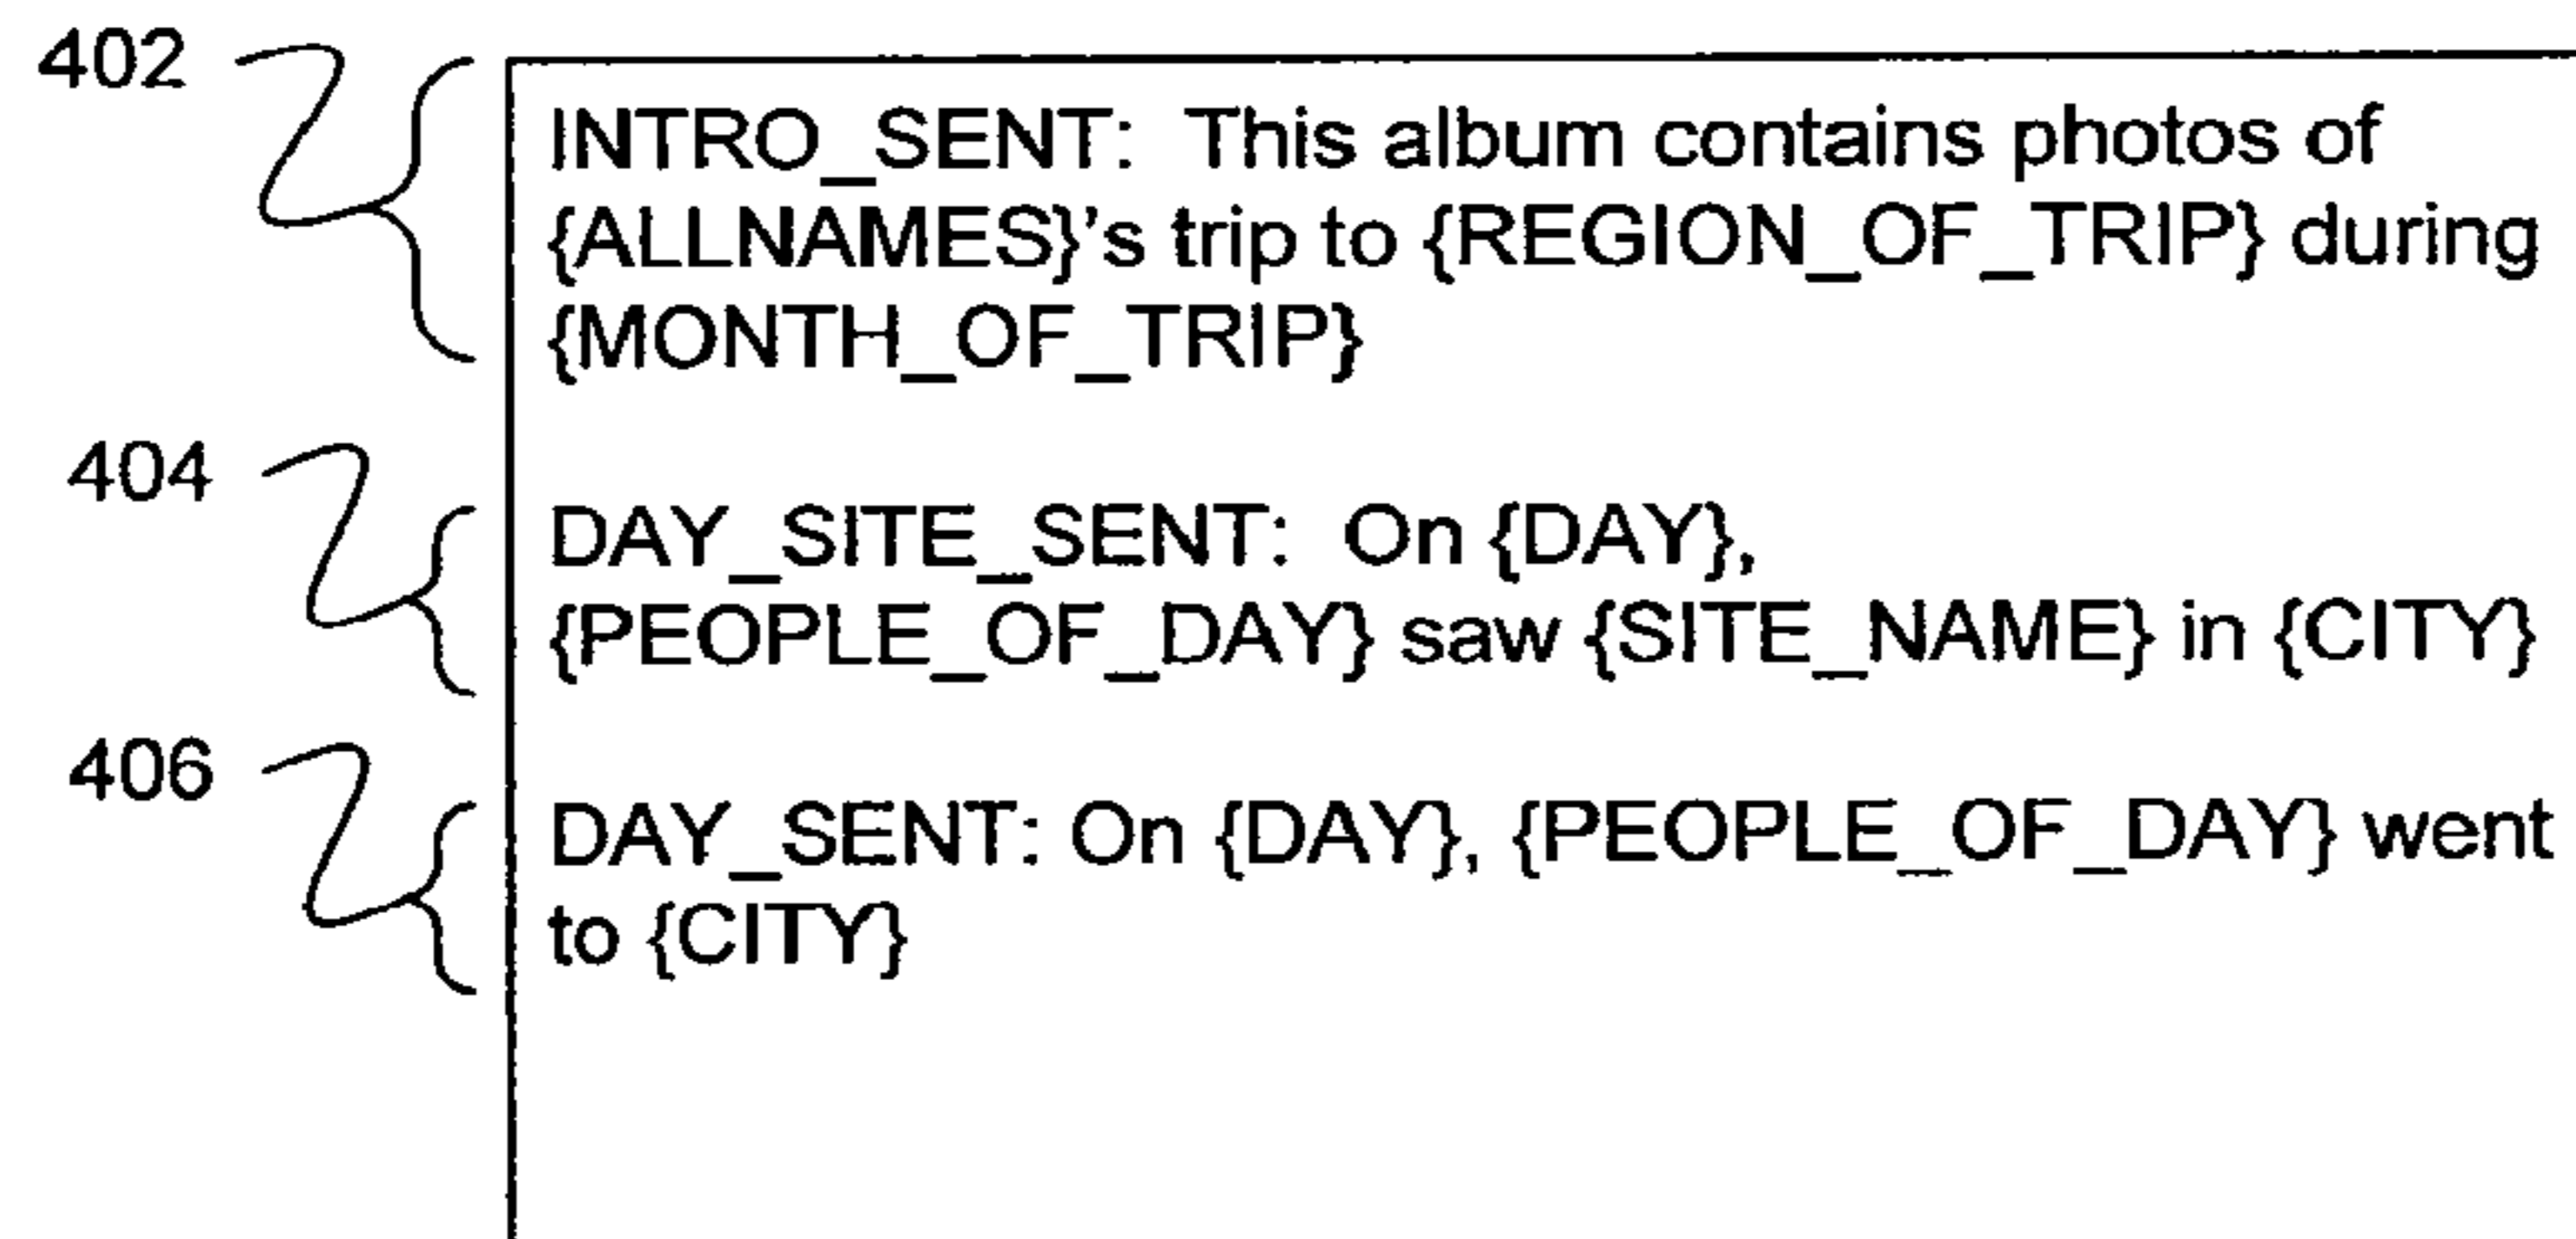 402
INTRO_SENT: This album contains photos of
{ALLNAMES}'s trip to {REGION_OF_TRIP} during
{MONTH_OF_TRIP}
404
DAY_SITE_SENT: On {DAY},
{PEOPLE_OF_DAY} saw {SITE_NAME} in {CITY}
406
DAY_SENT: On {DAY}, {PEOPLE_OF_DAY} went
to {CITY}